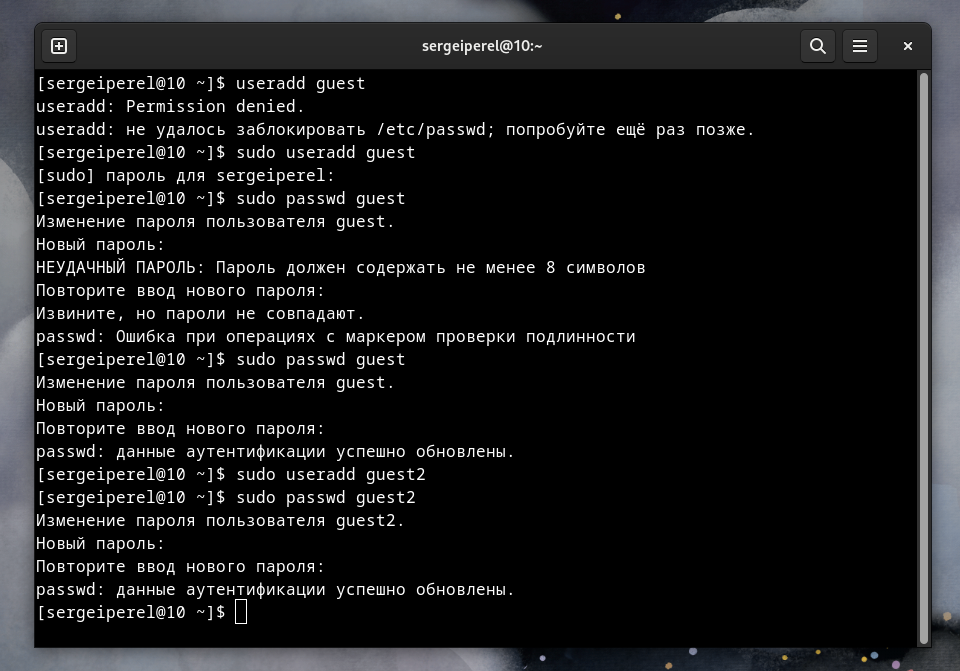 sergeiperel@10:~
[sergeiperel@10 ~]$ useradd guest
useradd: Permission denied.
useradd: не удалось заблокировать /etc/passwd; попробуйте ещё раз позже.
[sergeiperel@10 ~]$ sudo useradd guest
[sudo] пароль для sergeiperel:
[sergeiperel@10 ~]$ sudo passwd guest
Изменение пароля пользователя guest.
Новый пароль:
НЕУДАЧНЫЙ ПАРОЛЬ: Пароль должен содержать не менее 8 символов
Повторите ввод нового пароля:
Извините, но пароли не совпадают.
passwd: Ошибка при операциях с маркером проверки подлинности
[sergeiperel@10 ~]$ sudo passwd guest
Изменение пароля пользователя guest.
Новый пароль:
Повторите ввод нового пароля:
passwd: данные аутентификации успешно обновлены.
[sergeiperel@10 ~]$ sudo useradd guest2
[sergeiperel@10 ~]$ sudo passwd guest2
Изменение пароля пользователя guest2.
Новый пароль:
Повторите ввод нового пароля:
passwd: данные аутентификации успешно обновлены.
[sergeiperel@10 ~]$